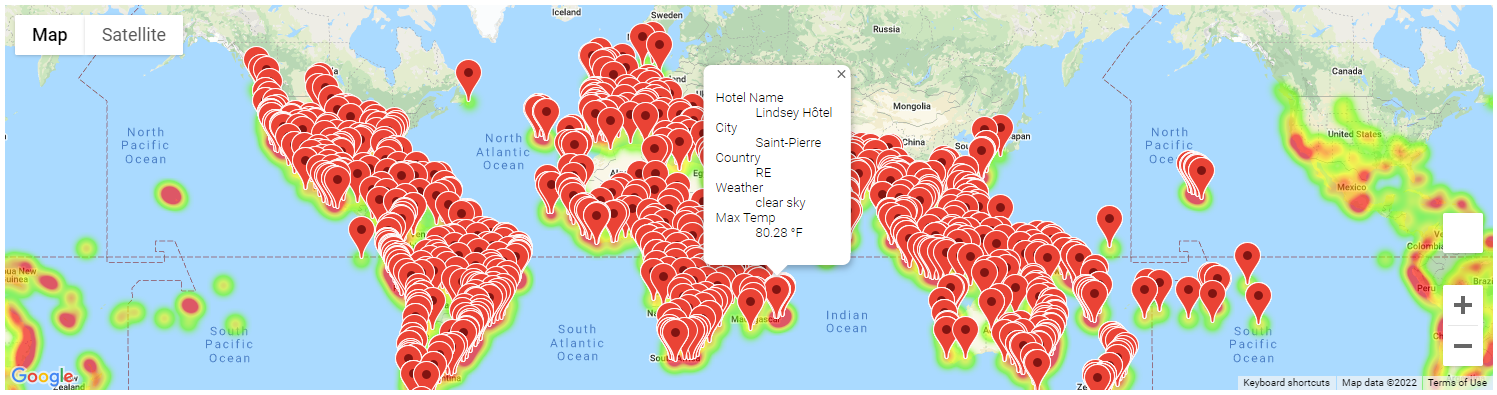 Map
Satellite
Iceland
Sweden
Russia
Canada
Hotel Name
Lindsey Hôtel
City
Saint-Pierre
Country
RE
Weather
clear sky
Max Temp
80.28 °F
Mongolia
China
North
Pacific
Ocean
North
Atlantic
Ocean
North
Pacific
United States
Mexico
Peru
South
Pacific
Ocean
South
Atlantic
Ocean
Indian
Ocean
South
Pacific
Ocean
Google
Keyboard shortcuts
Map data ©2022
Terms of Use